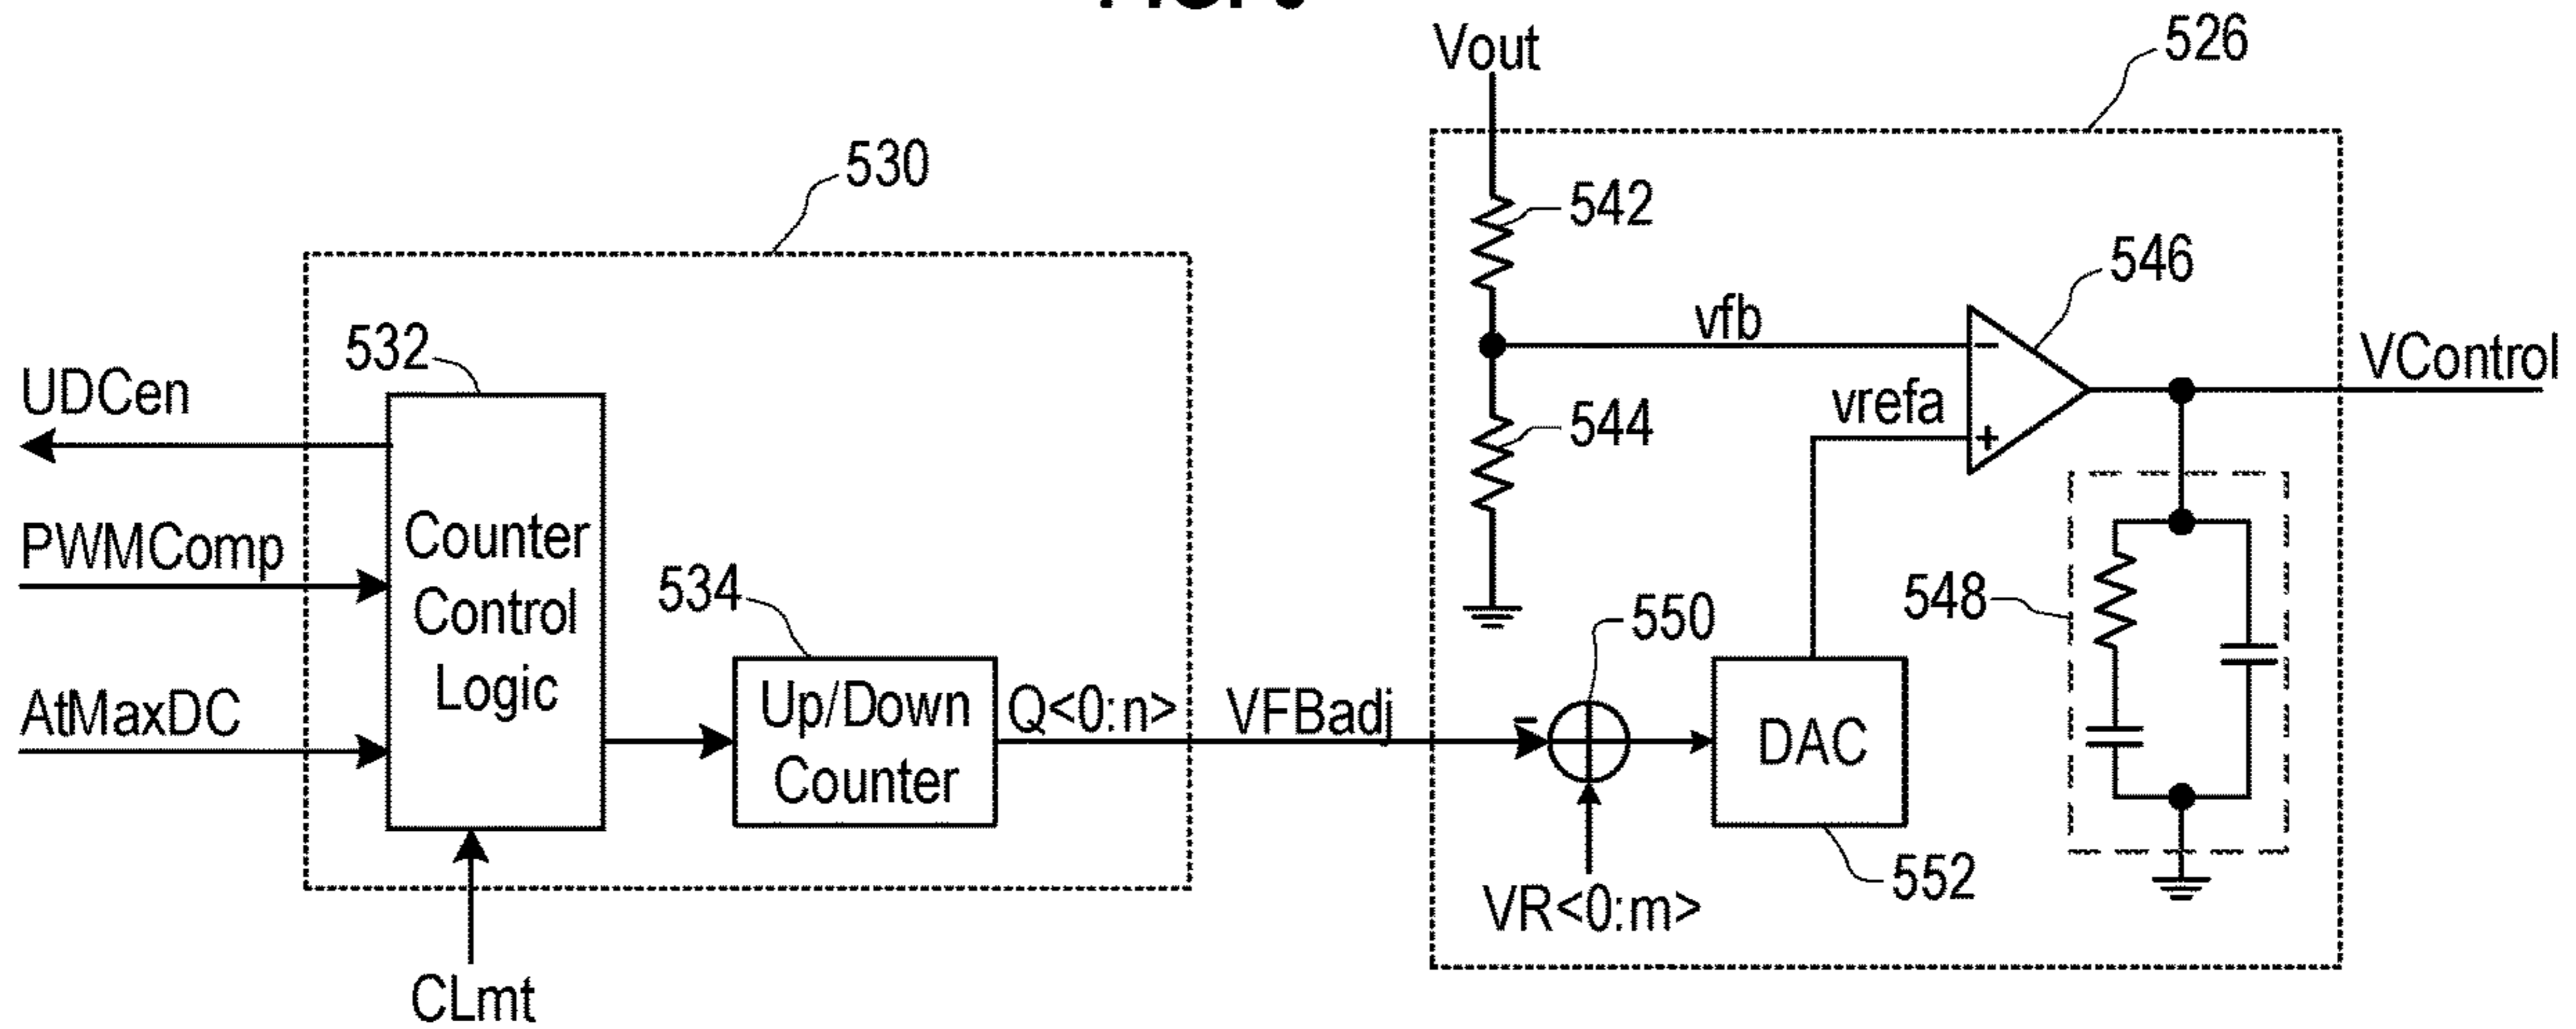 Vout
526
530
542
546
532
vfb
VControl
UDCen
vrefa
544
PWMComp
Counter
Control
Logic
534
548
550
AtMaxDC
Up/Down
Counter
Q<0:n>
VFBadj
-
+
-
DAC
552
VR<0:m>
CLmt